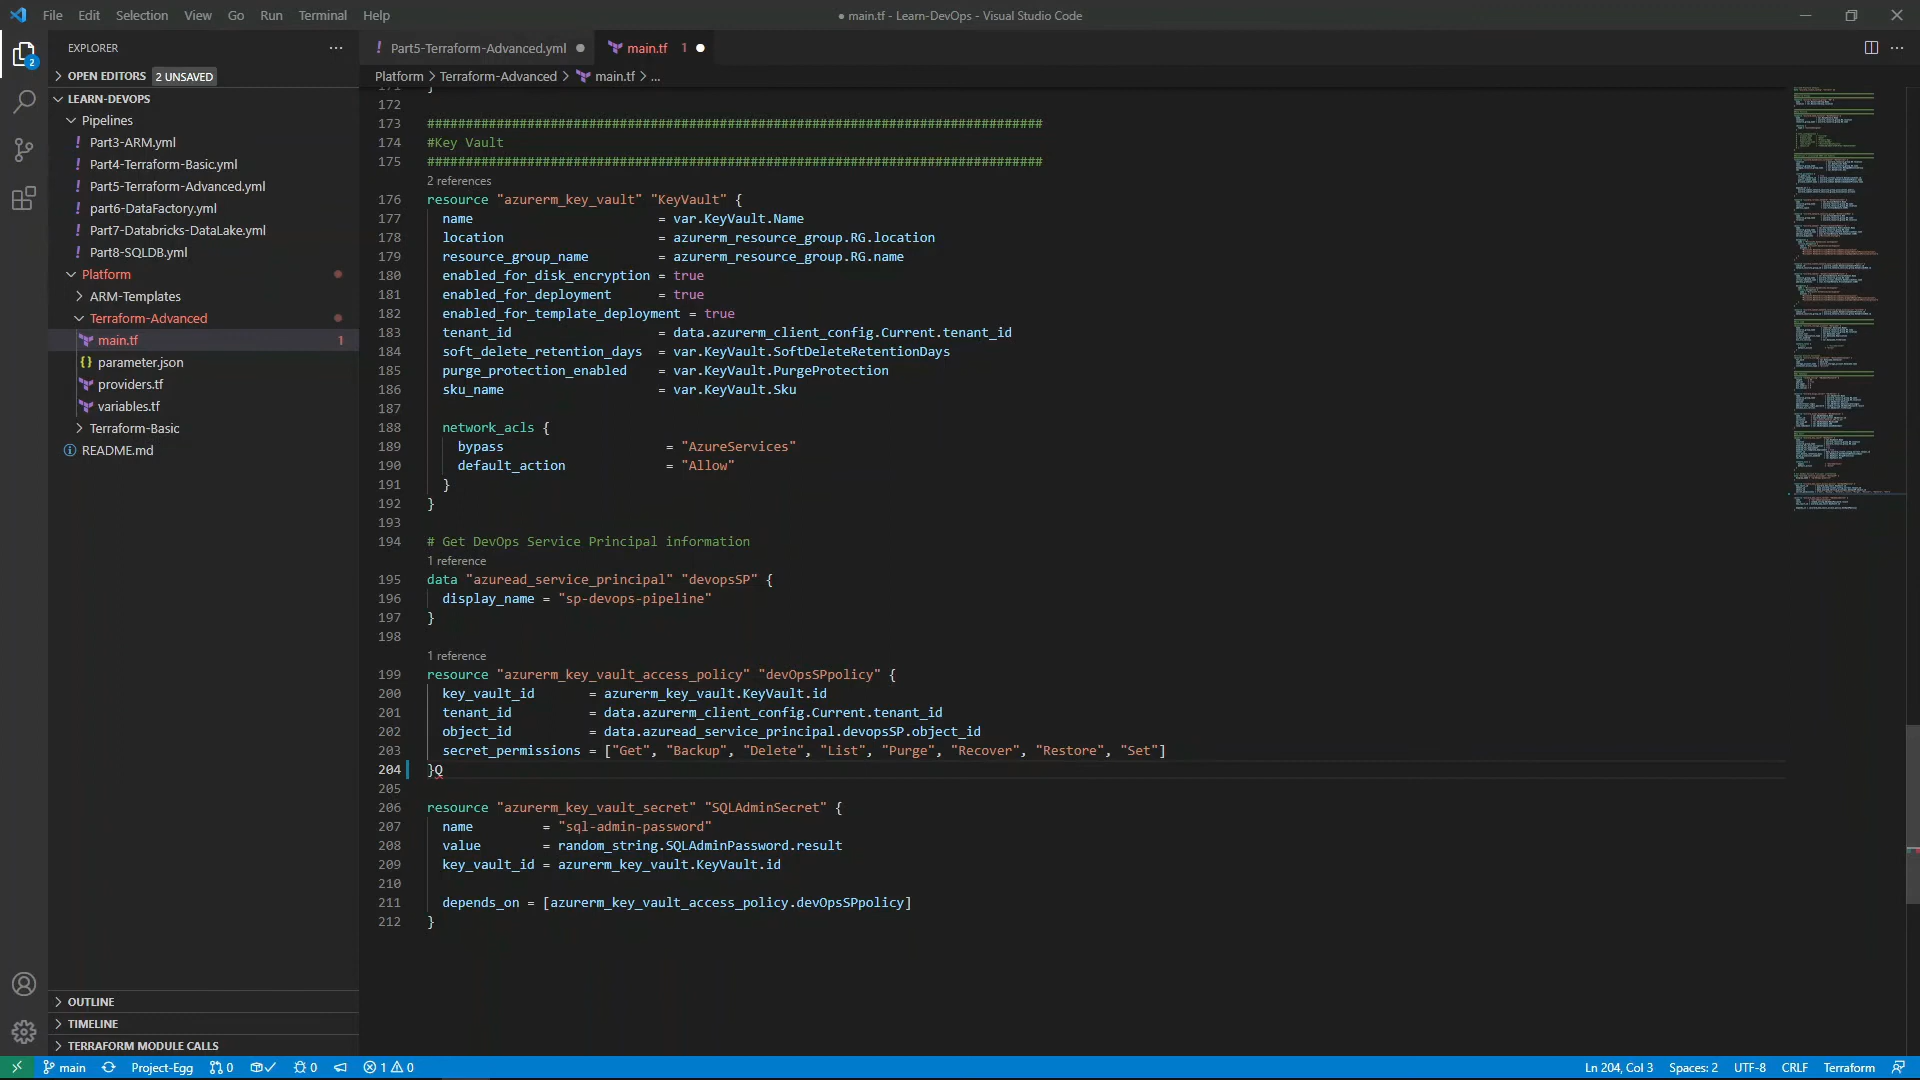 File Edit Selection View Go Run Terminal Help
● main.tf - Learn-DevOps - Visual Studio Code
EXPLORER
OPEN EDITORS 2 UNSAVED
LEARN-DEVOPS
Pipelines
! Part3-ARM.yml
! Part4-Terraform-Basic.yml
! Part5-Terraform-Advanced.yml
! part6-DataFactory.yml
! Part7-Databricks-DataLake.yml
! Part8-SQLDB.yml
Platform
ARM-Templates
Terraform-Advanced
main.tf 1
{} parameter.json
providers.tf
variables.tf
Terraform-Basic
README.md
OUTLINE
TIMELINE
TERRAFORM MODULE CALLS
2
! Part5-Terraform-Advanced.yml ● main.tf 1 ●
Platform > Terraform-Advanced > main.tf > ...
171 }
172
173 ################################################################################
174 #Key Vault
175 ################################################################################
2 references
176 resource "azurerm_key_vault" "KeyVault" {
177 name = var.KeyVault.Name
178 location = azurerm_resource_group.RG.location
179 resource_group_name = azurerm_resource_group.RG.name
180 enabled_for_disk_encryption = true
181 enabled_for_deployment = true
182 enabled_for_template_deployment = true
183 tenant_id = data.azurerm_client_config.Current.tenant_id
184 soft_delete_retention_days = var.KeyVault.SoftDeleteRetentionDays
185 purge_protection_enabled = var.KeyVault.PurgeProtection
186 sku_name = var.KeyVault.Sku
187
188 network_acls {
189 bypass = "AzureServices"
190 default_action = "Allow"
191 }
192 }
193
194 # Get DevOps Service Principal information
1 reference
195 data "azuread_service_principal" "devopsSP" {
196 display_name = "sp-devops-pipeline"
197 }
198
1 reference
199 resource "azurerm_key_vault_access_policy" "devOpsSPpolicy" {
200 key_vault_id = azurerm_key_vault.KeyVault.id
201 tenant_id = data.azurerm_client_config.Current.tenant_id
202 object_id = data.azuread_service_principal.devopsSP.object_id
203 secret_permissions = ["Get", "Backup", "Delete", "List", "Purge", "Recover", "Restore", "Set"]
204 }Q
205
206 resource "azurerm_key_vault_secret" "SQLAdminSecret" {
207 name = "sql-admin-password"
208 value = random_string.SQLAdminPassword.result
209 key_vault_id = azurerm_key_vault.KeyVault.id
210
211 depends_on = [azurerm_key_vault_access_policy.devOpsSPpolicy]
212 }
main Project-Egg 0 0 1 0 Ln 204, Col 3 Spaces: 2 UTF-8 CRLF Terraform